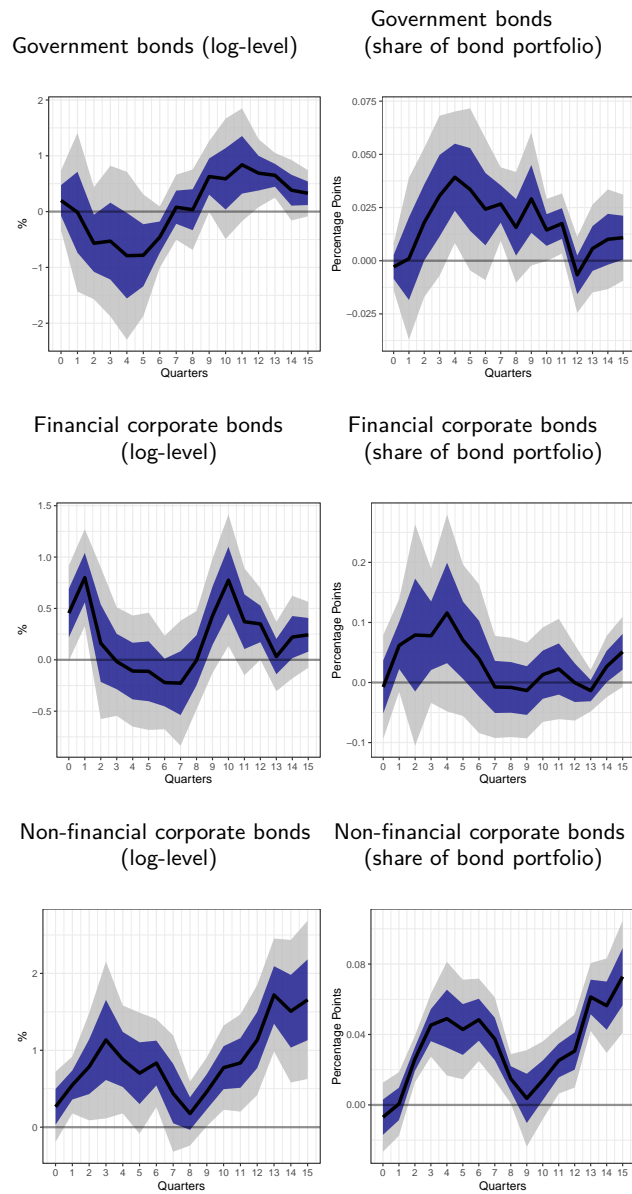 Government bonds (log-level)
Government bonds
(share of bond portfolio)
%
2
1
0
−1
−2
0 1 2 3 4 5 6 7 8 9 10 11 12 13 14 15
Quarters
Percentage Points
0.075
0.050
0.025
0.000
−0.025
0 1 2 3 4 5 6 7 8 9 10 11 12 13 14 15
Quarters
Financial corporate bonds
(log-level)
Financial corporate bonds
(share of bond portfolio)
%
1.5
1.0
0.5
0.0
−0.5
0 1 2 3 4 5 6 7 8 9 10 11 12 13 14 15
Quarters
Percentage Points
0.2
0.1
0.0
−0.1
0 1 2 3 4 5 6 7 8 9 10 11 12 13 14 15
Quarters
Non-financial corporate bonds
(log-level)
Non-financial corporate bonds
(share of bond portfolio)
%
2
1
0
0 1 2 3 4 5 6 7 8 9 10 11 12 13 14 15
Quarters
Percentage Points
0.08
0.04
0.00
0 1 2 3 4 5 6 7 8 9 10 11 12 13 14 15
Quarters